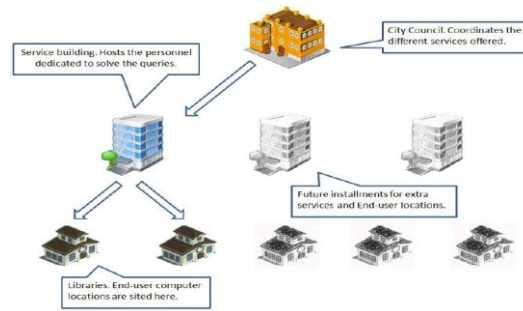 City Council. Coordinates the
different services offered.
Service building. Hosts the personnel
dedicated to solve the queries.
Future installments for extra
services and End-user locations.
Libraries. End-user computer
locations are sited here.